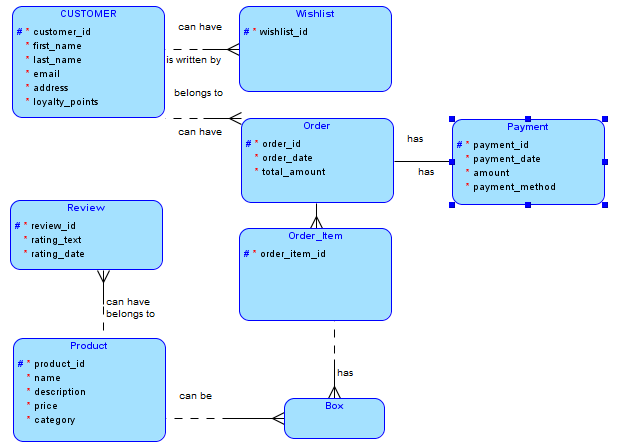 CUSTOMER
# * customer_id
* first_name
* last_name
* email
* address
* loyalty_points
can have
is written by
Wishlist
# * wishlist_id
belongs to
can have
Order
# * order_id
* order_date
* total_amount
has
has
Payment
# * payment_id
* payment_date
* amount
* payment_method
Review
# * review_id
* rating_text
* rating_date
Order_Item
# * order_item_id
can have
belongs to
Product
# * product_id
* name
* description
* price
* category
can be
has
Box